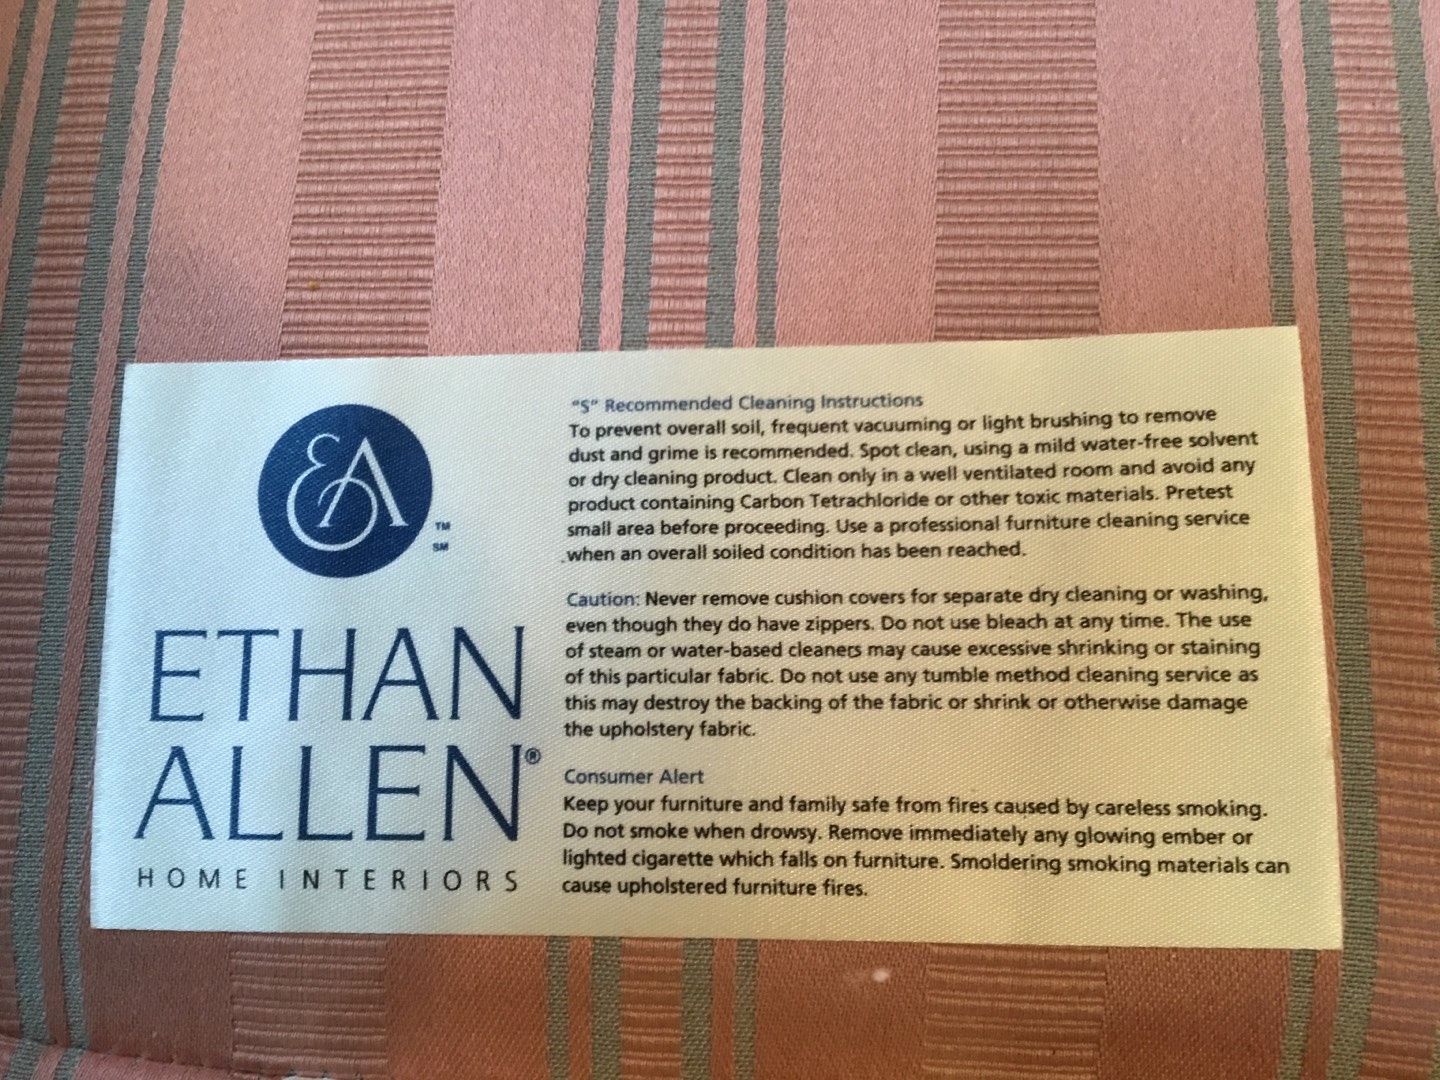 EA
TM
SM
ETHAN
ALLEN®
HOME INTERIORS
"S" Recommended Cleaning Instructions
To prevent overall soil, frequent vacuuming or light brushing to remove
dust and grime is recommended. Spot clean, using a mild water-free solvent
or dry cleaning product. Clean only in a well ventilated room and avoid any
product containing Carbon Tetrachloride or other toxic materials. Pretest
small area before proceeding. Use a professional furniture cleaning service
when an overall soiled condition has been reached.
Caution: Never remove cushion covers for separate dry cleaning or washing,
even though they do have zippers. Do not use bleach at any time. The use
of steam or water-based cleaners may cause excessive shrinking or staining
of this particular fabric. Do not use any tumble method cleaning service as
this may destroy the backing of the fabric or shrink or otherwise damage
the upholstery fabric.
Consumer Alert
Keep your furniture and family safe from fires caused by careless smoking.
Do not smoke when drowsy. Remove immediately any glowing ember or
lighted cigarette which falls on furniture. Smoldering smoking materials can
cause upholstered furniture fires.